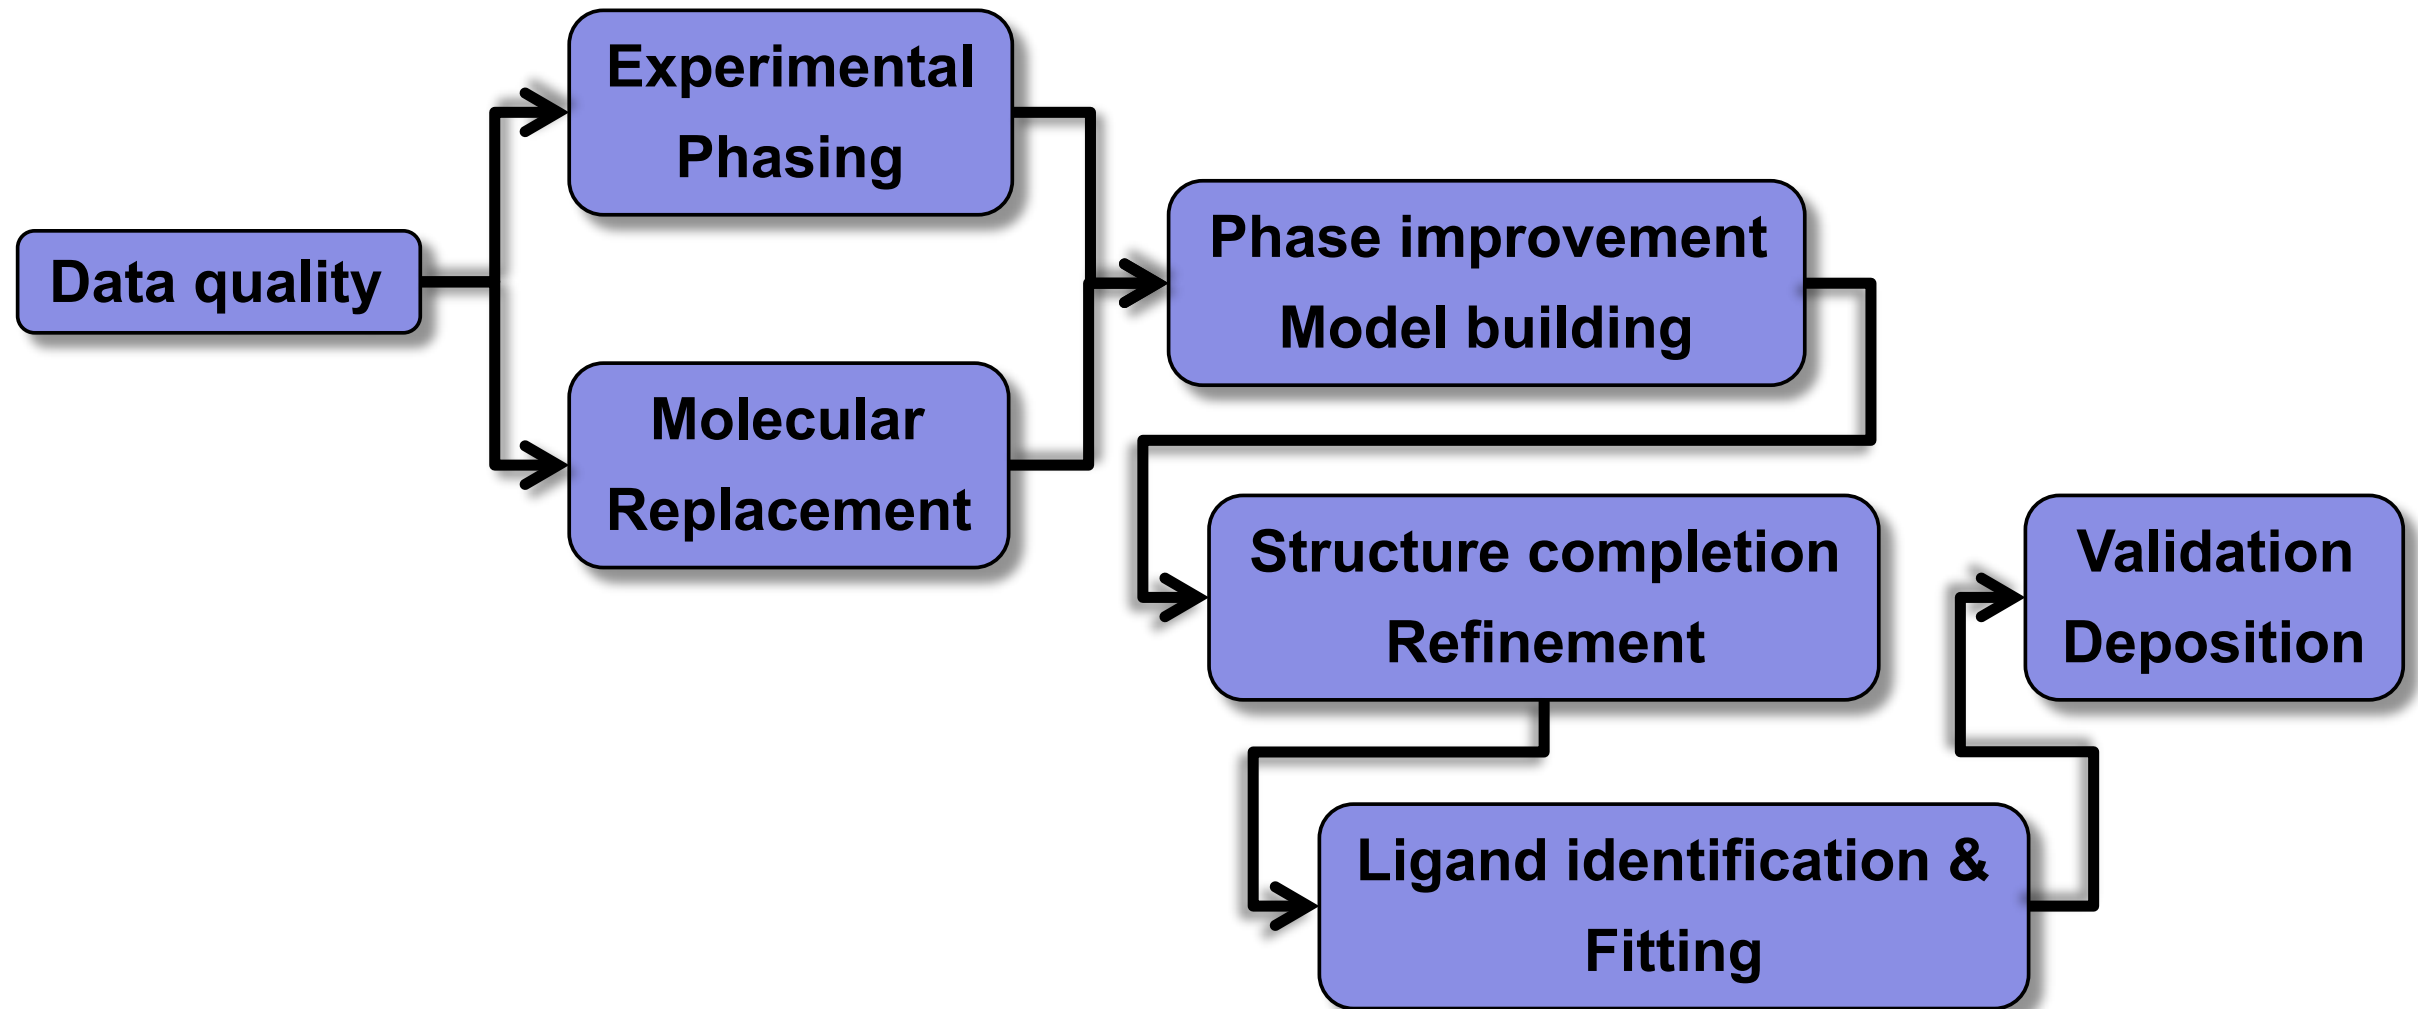 Experimental
Phasing
Data quality
Molecular
Replacement
Phase improvement
Model building
Structure completion
Refinement
Ligand identification &
Fitting
Validation
Deposition